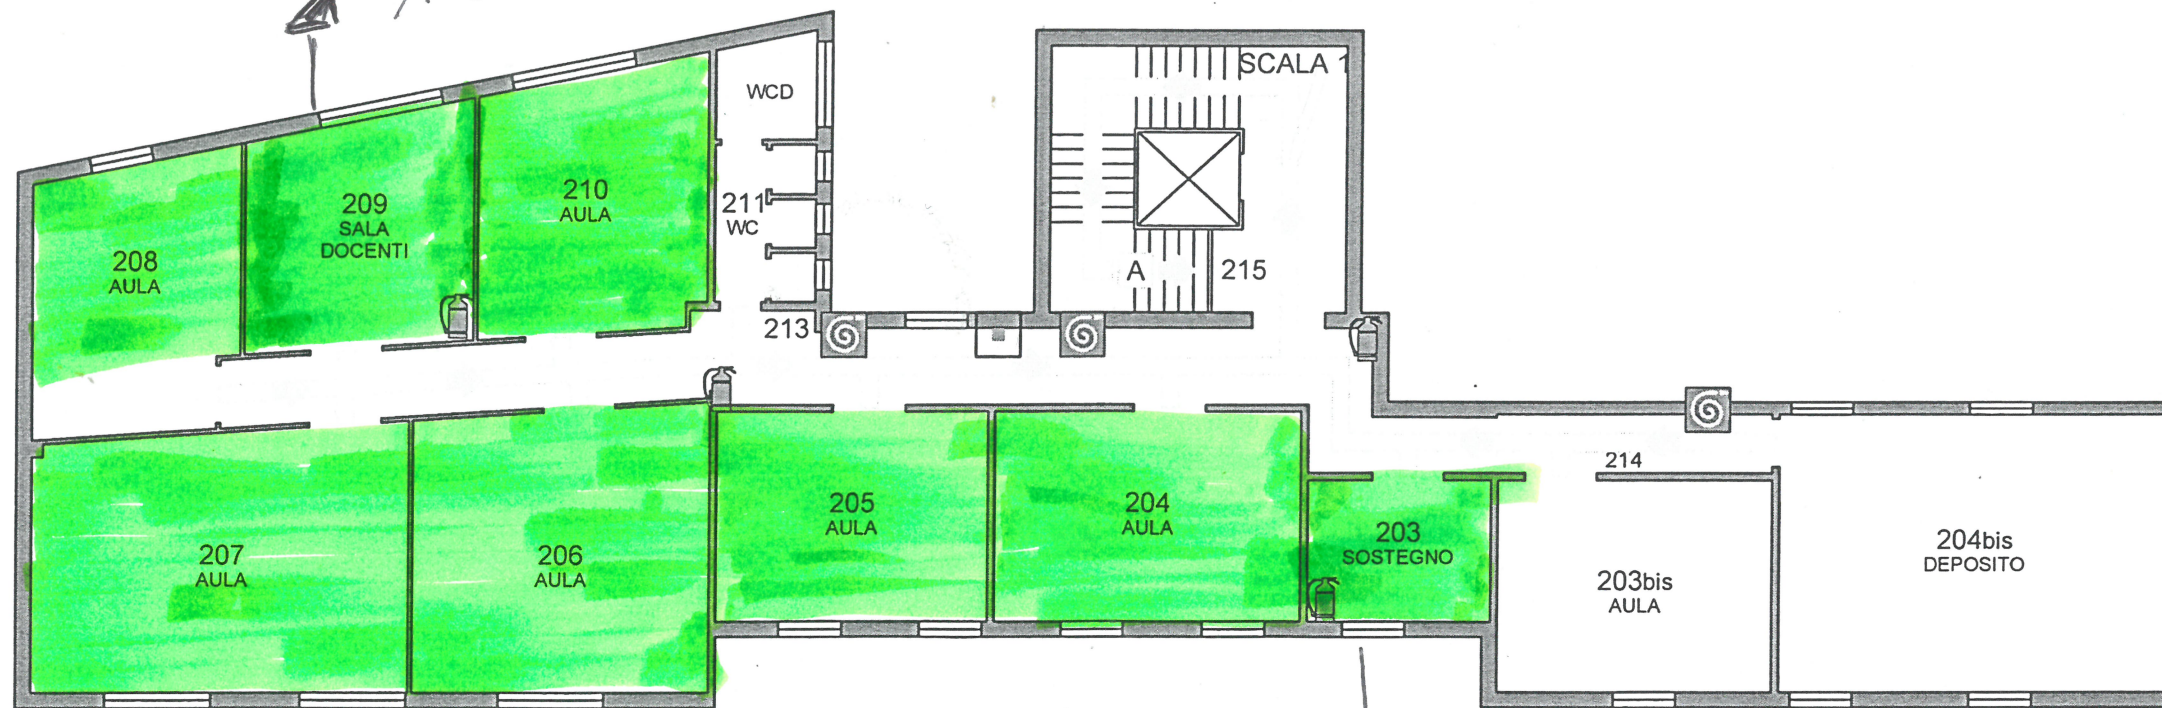 SCALA 1
WCD
210
AULA
209
SALA
DOCENTI
211
WC
208
AULA
A
215
213
214
205
AULA
204
AULA
203
SOSTEGNO
207
AULA
206
AULA
203bis
AULA
204bis
DEPOSITO